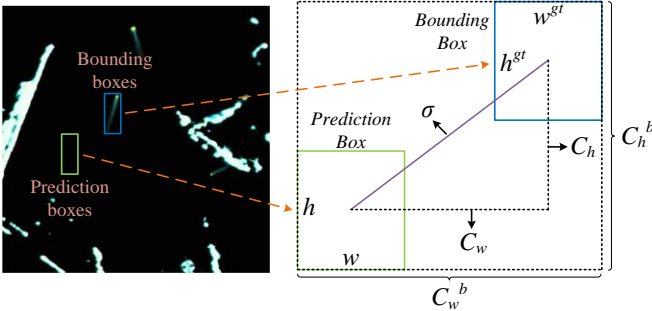 Bounding
boxes
Prediction
boxes
Bounding
Box
w^{gt}
h^{gt}
σ
Prediction
Box
C_h
C_h^b
h
w
C_w
C_w^b